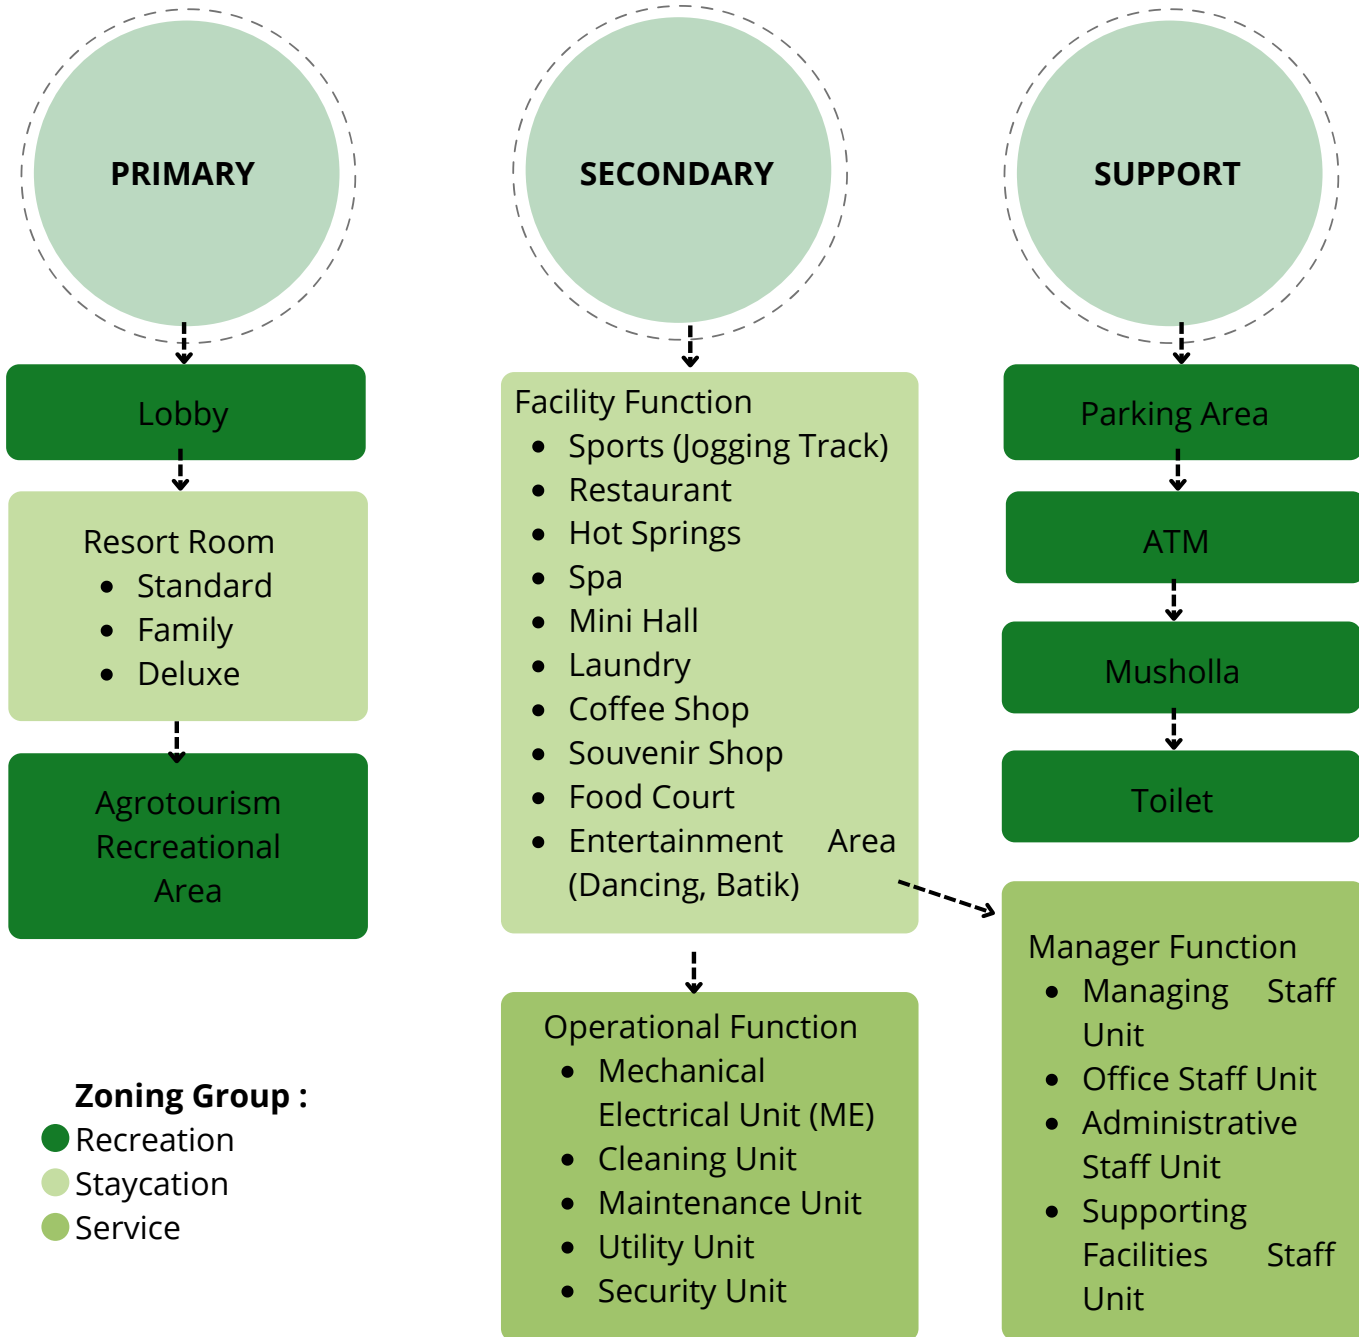 PRIMARY
Lobby
Resort Room
• Standard
• Family
• Deluxe
Agrotourism
Recreational
Area
Zoning Group :
Recreation
Staycation
Service
SECONDARY
Facility Function
• Sports (Jogging Track)
• Restaurant
• Hot Springs
• Spa
• Mini Hall
• Laundry
• Coffee Shop
• Souvenir Shop
• Food Court
• Entertainment Area
(Dancing, Batik)
Operational Function
• Mechanical
Electrical Unit (ME)
• Cleaning Unit
• Maintenance Unit
• Utility Unit
• Security Unit
SUPPORT
Parking Area
ATM
Musholla
Toilet
Manager Function
• Managing Staff
Unit
• Office Staff Unit
• Administrative
Staff Unit
• Supporting
Facilities Staff
Unit